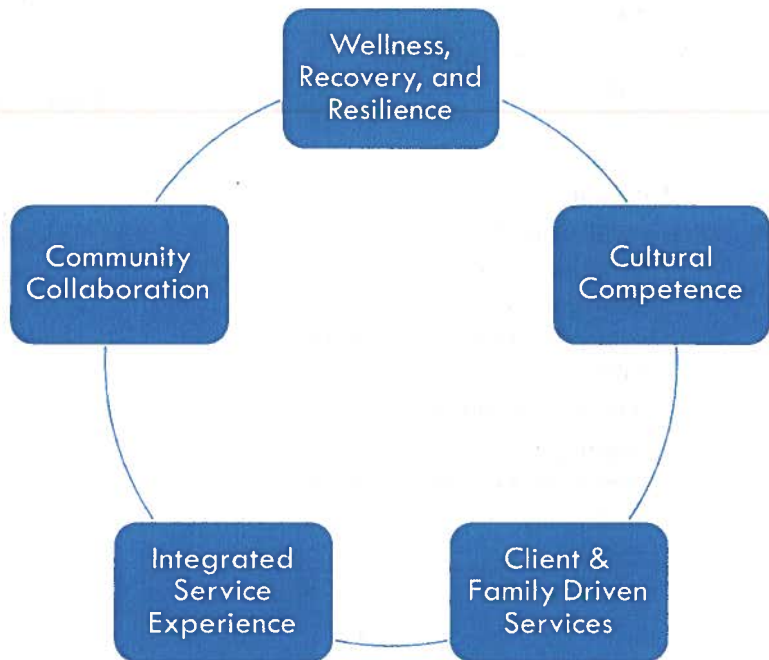 Wellness,
Recovery, and
Resilience
Cultural
Competence
Client &
Family Driven
Services
Integrated
Service
Experience
Community
Collaboration